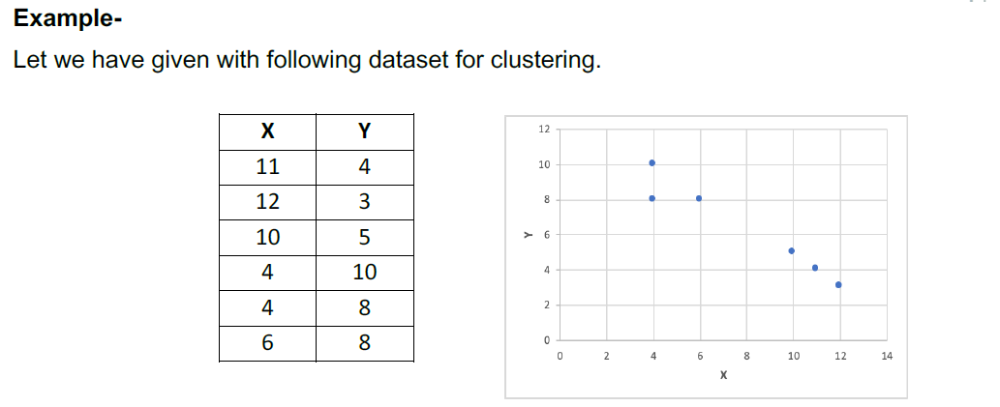 Example-
Let we have given with following dataset for clustering.
X Y
11 4
12 3
10 5
4 10
4 8
6 8
12
10
8
6
4
2
0
Y
0 2 4 6 8 10 12 14
X